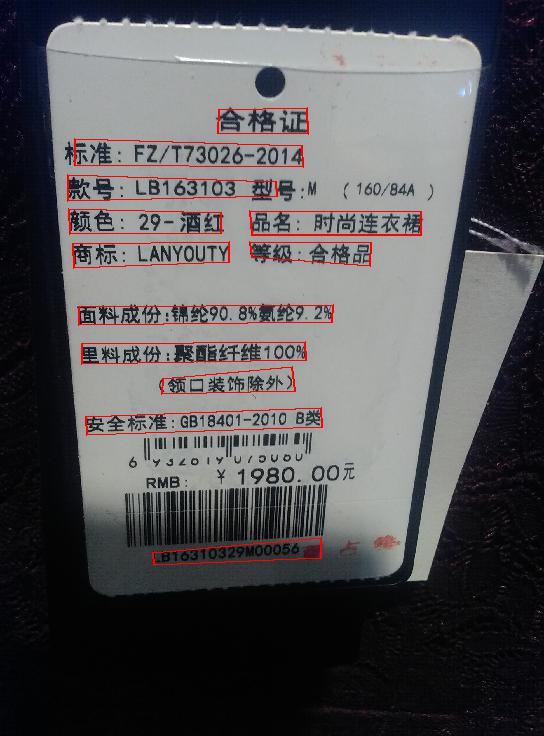 合格证
标准: FZ/T73026-2014
款号: LB163103 型号:M (160/84A)
颜色: 29-酒红 品名: 时尚连衣裙
商标: LANYOUTY 等级:合格品
面料成份:锦纶90.8%氨纶9.2%
里料成份:聚酯纤维100%
(领口装饰除外)
安全标准:GB18401-2010 B类
6 932619 075060
RMB: ¥1980.00元
LB16310329M00056